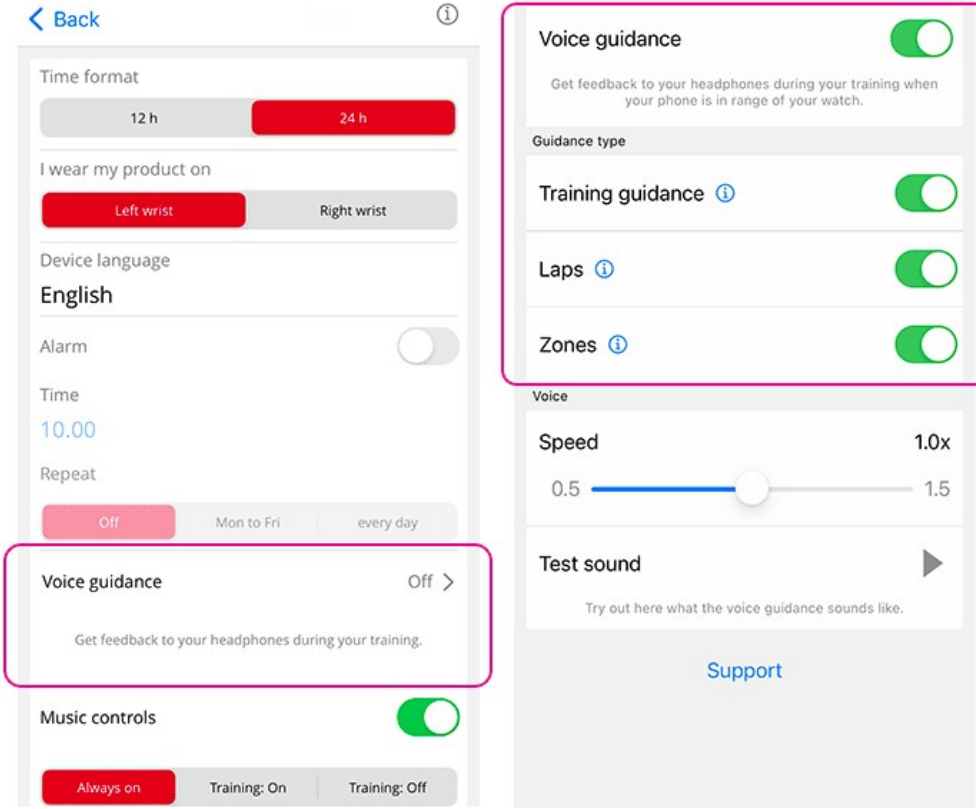 Back
Time format
12 h
24 h
I wear my product on
Left wrist
Right wrist
Device language
English
Alarm
Time
10.00
Repeat
Off
Mon to Fri
every day
Voice guidance
Off
Get feedback to your headphones during your training.
Music controls
Always on
Training: On
Training: Off
Voice guidance
Get feedback to your headphones during your training when
your phone is in range of your watch.
Guidance type
Training guidance
Laps
Zones
Voice
Speed
1.0x
0.5
1.5
Test sound
Try out here what the voice guidance sounds like.
Support